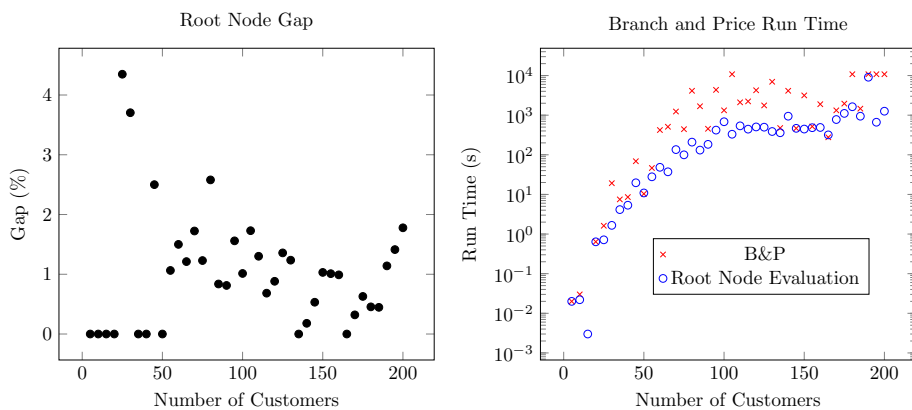 Root Node Gap
4
3
2
1
0
Gap (%)
0 50 100 150 200
Number of Customers
Branch and Price Run Time
10^4
10^3
10^2
10^1
10^0
10^−1
10^−2
10^−3
Run Time (s)
B&P
Root Node Evaluation
0 50 100 150 200
Number of Customers